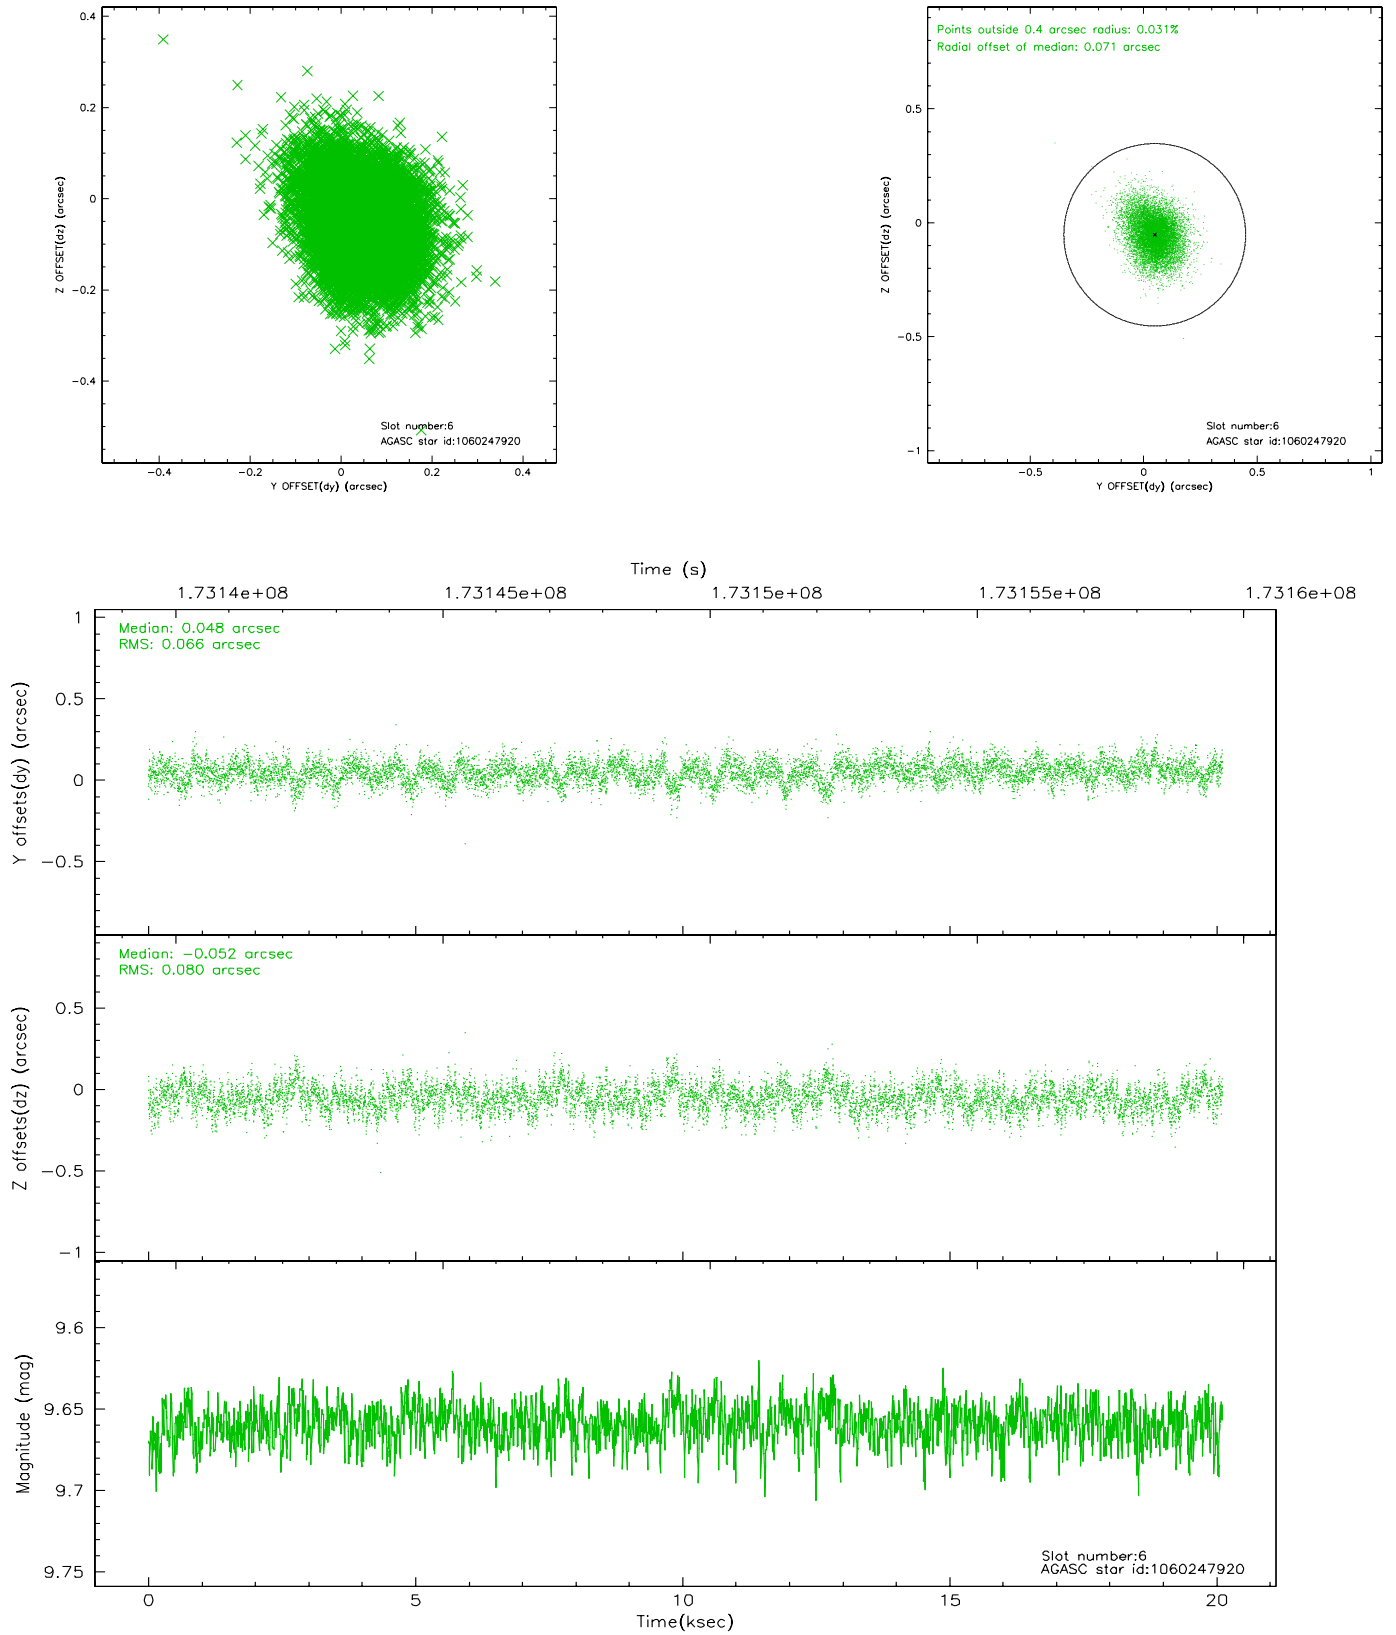 0.4
0.2
0
−0.2
−0.4
Z OFFSET(dz) (arcsec)
Slot number:6
AGASC star id:1060247920
−0.4 −0.2 0 0.2 0.4
Y OFFSET(dy) (arcsec)
Points outside 0.4 arcsec radius: 0.031%
Radial offset of median: 0.071 arcsec
0.5
0
−0.5
−1
Z OFFSET(dz) (arcsec)
Slot number:6
AGASC star id:1060247920
−0.5 0 0.5 1
Y OFFSET(dy) (arcsec)
Time (s)
1.7314e+08 1.73145e+08 1.7315e+08 1.73155e+08 1.7316e+08
Median: 0.048 arcsec
RMS: 0.066 arcsec
1
0.5
0
−0.5
Y offsets(dy) (arcsec)
Median: −0.052 arcsec
RMS: 0.080 arcsec
0.5
0
−0.5
−1
Z offsets(dz) (arcsec)
9.6
9.65
9.7
9.75
Magnitude (mag)
Slot number:6
AGASC star id:1060247920
0 5 10 15 20
Time(ksec)